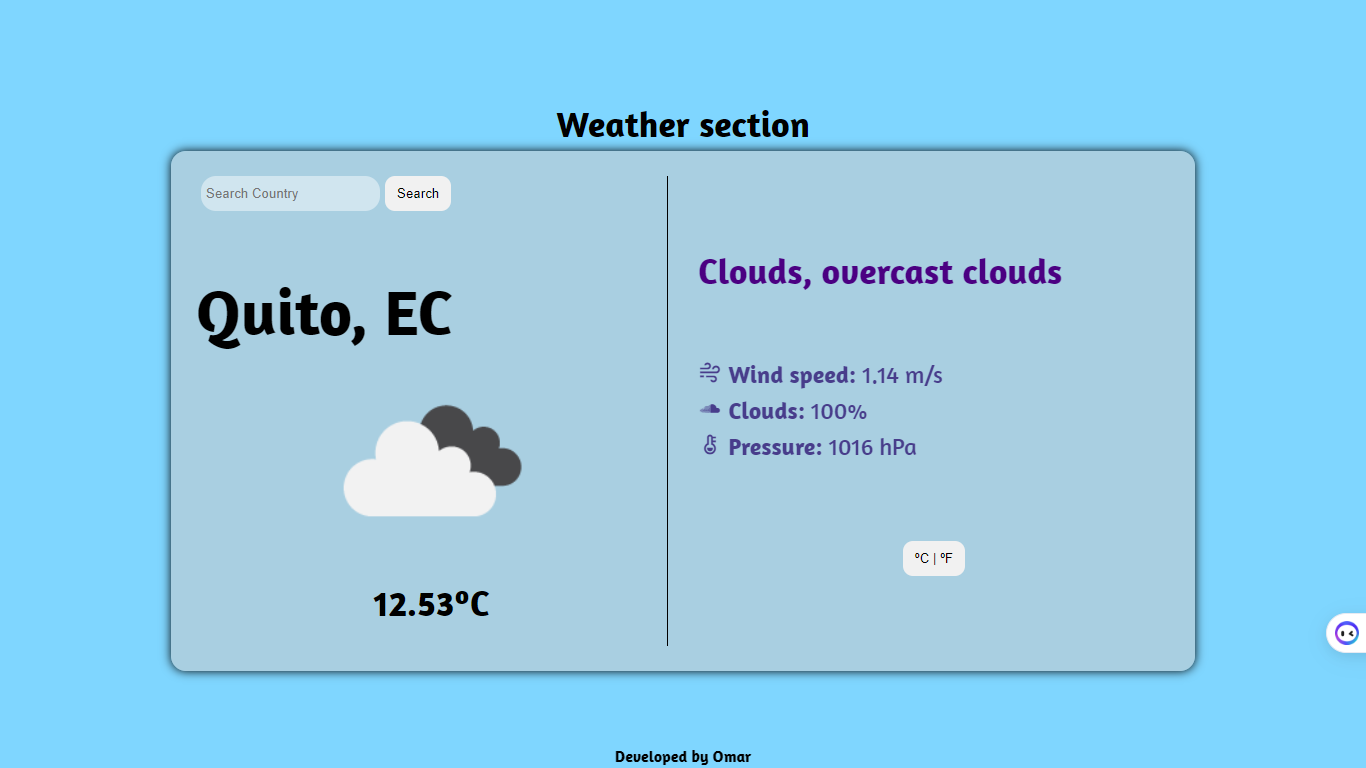 Weather section
Search Country
Search
Quito, EC
12.53ºC
Clouds, overcast clouds
Wind speed: 1.14 m/s
Clouds: 100%
Pressure: 1016 hPa
ºC | ºF
Developed by Omar